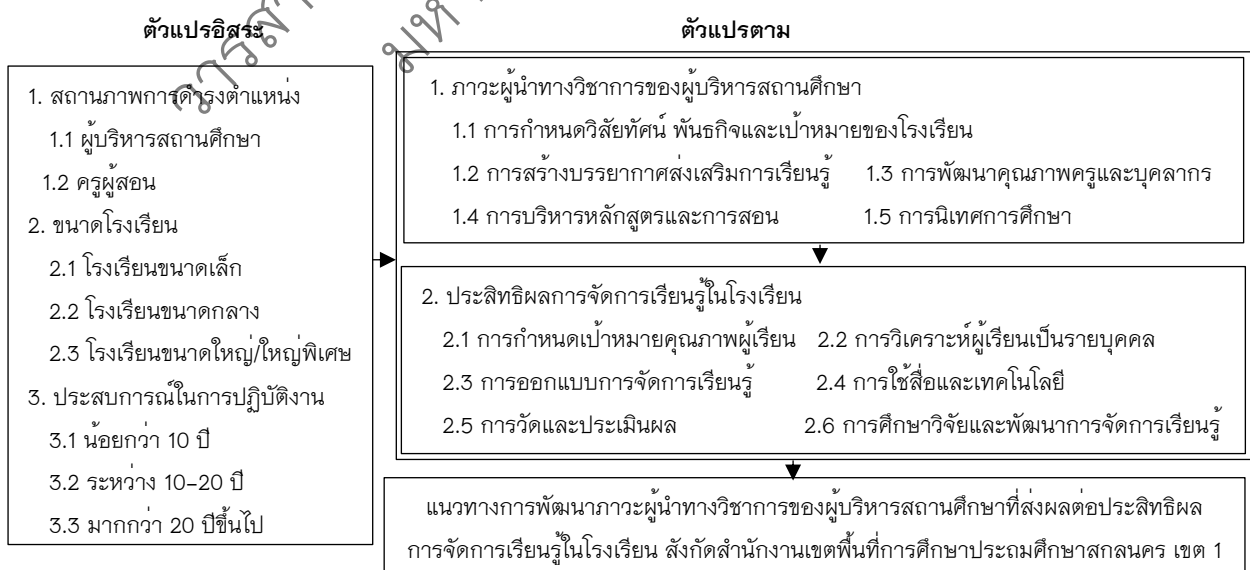 ตัวแปรอิสระ
1. สถานภาพการดำรงตำแหน่ง
1.1 ผู้บริหารสถานศึกษา
1.2 ครูผู้สอน
2. ขนาดโรงเรียน
2.1 โรงเรียนขนาดเล็ก
2.2 โรงเรียนขนาดกลาง
2.3 โรงเรียนขนาดใหญ่/ใหญ่พิเศษ
3. ประสบการณ์ในการปฏิบัติงาน
3.1 น้อยกว่า 10 ปี
3.2 ระหว่าง 10–20 ปี
3.3 มากกว่า 20 ปีขึ้นไป
ตัวแปรตาม
1. ภาวะผู้นำทางวิชาการของผู้บริหารสถานศึกษา
1.1 การกำหนดวิสัยทัศน์ พันธกิจและเป้าหมายของโรงเรียน
1.2 การสร้างบรรยากาศส่งเสริมการเรียนรู้ 1.3 การพัฒนาคุณภาพครูและบุคลากร
1.4 การบริหารหลักสูตรและการสอน 1.5 การนิเทศการศึกษา
2. ประสิทธิผลการจัดการเรียนรู้ในโรงเรียน
2.1 การกำหนดเป้าหมายคุณภาพผู้เรียน 2.2 การวิเคราะห์ผู้เรียนเป็นรายบุคคล
2.3 การออกแบบการจัดการเรียนรู้ 2.4 การใช้สื่อและเทคโนโลยี
2.5 การวัดและประเมินผล 2.6 การศึกษาวิจัยและพัฒนาการจัดการเรียนรู้
แนวทางการพัฒนาภาวะผู้นำทางวิชาการของผู้บริหารสถานศึกษาที่ส่งผลต่อประสิทธิผล
การจัดการเรียนรู้ในโรงเรียน สังกัดสำนักงานเขตพื้นที่การศึกษาประถมศึกษาสกลนคร เขต 1